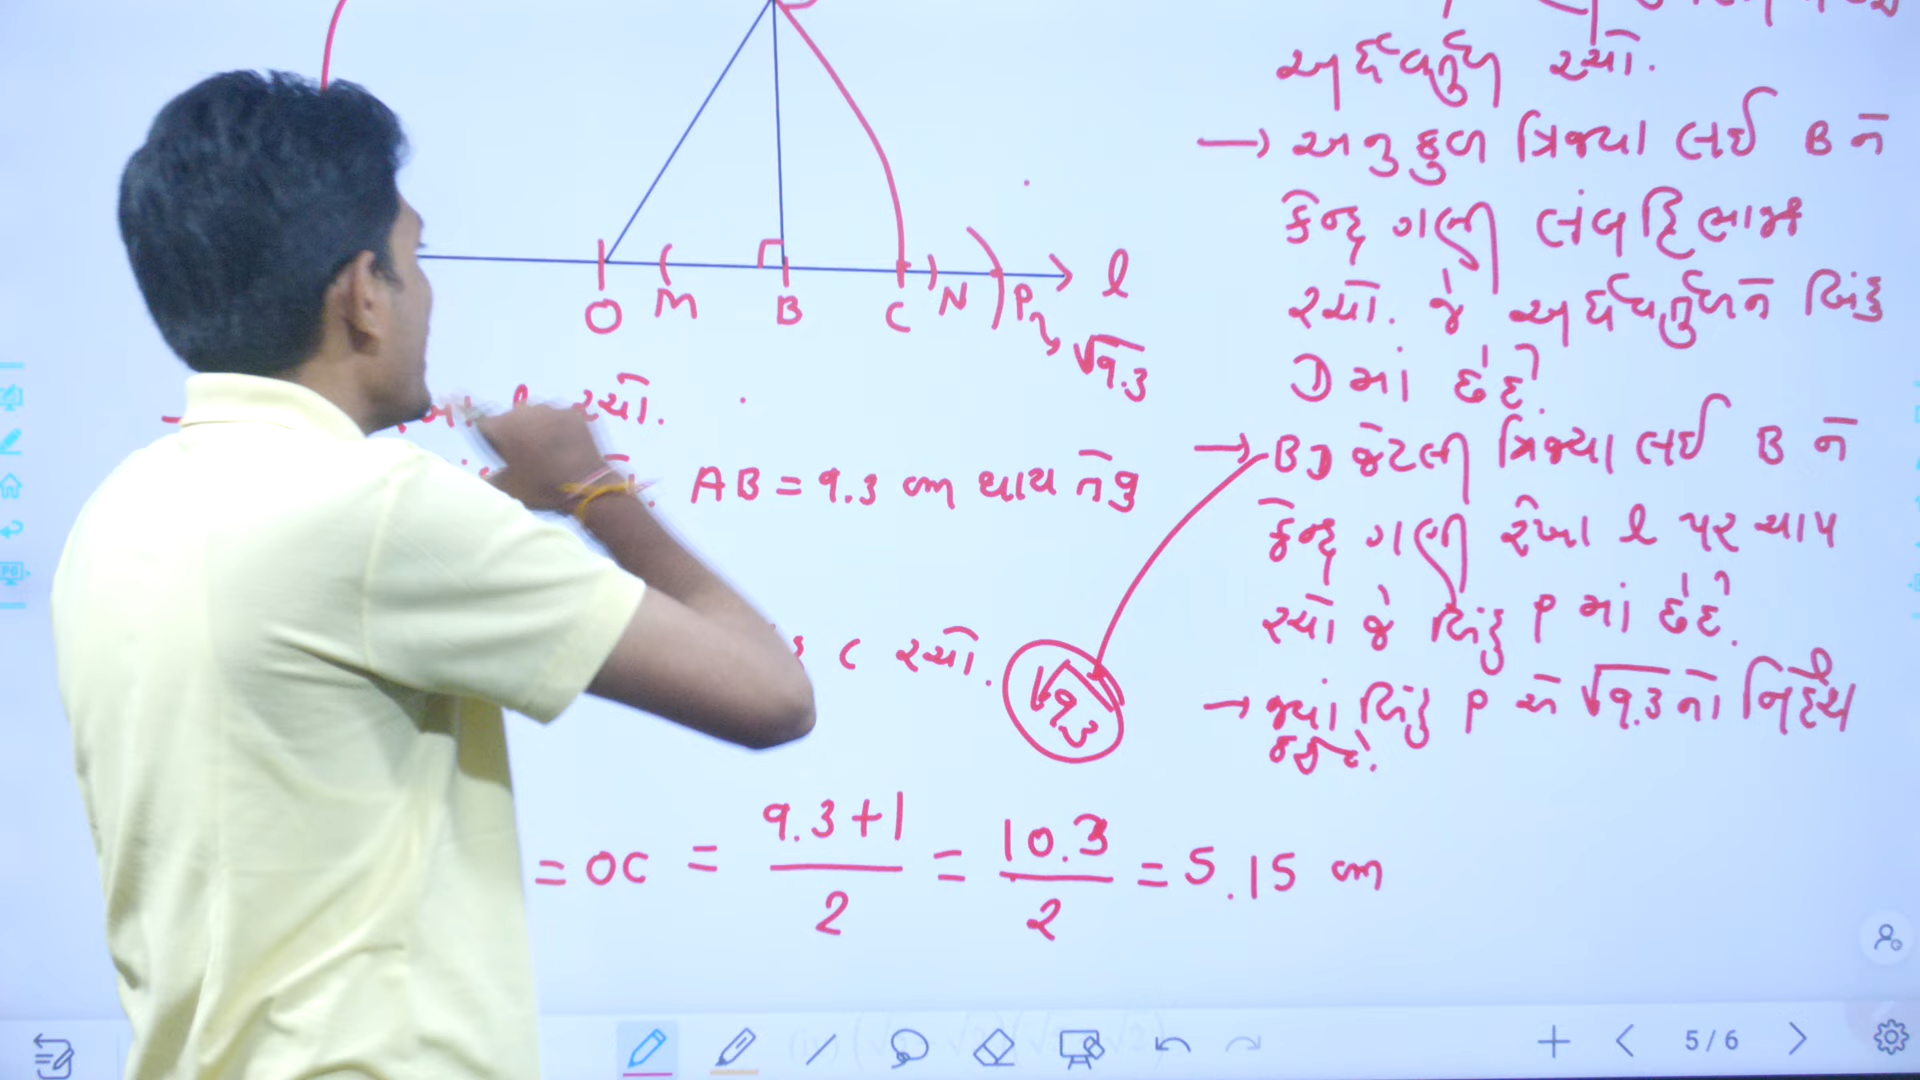 O M B C N P l
√9.3
રચો.
AB = 9.3 cm થાય તેવું
C રચો.
√9.3
= OC = 9.3+1 / 2 = 10.3 / 2 = 5.15 cm
અર્ધવર્તુળ રચો.
→ અનુકુળ ત્રિજ્યા લઈ B ને
કેન્દ્ર ગણી લંબદ્વિભાજક
રચો. જે અર્ધવર્તુળને બિંદુ
D માં છેદે.
→ BD જેટલી ત્રિજ્યા લઈ B ને
કેન્દ્ર ગણી રેખા l પર ચાપ
રચો જે બિંદુ P માં છેદે.
→ જ્યાં બિંદુ P એ √9.3 નો નિર્દેશ
કરે છે.
5/6